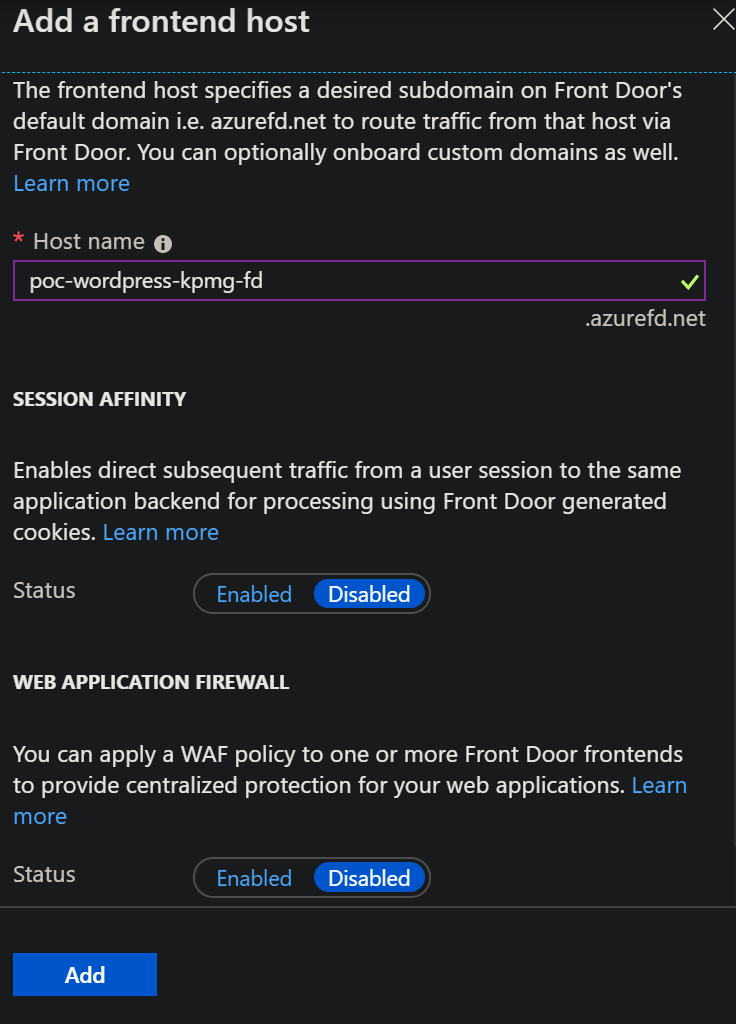 Add a frontend host
The frontend host specifies a desired subdomain on Front Door's
default domain i.e. azurefd.net to route traffic from that host via
Front Door. You can optionally onboard custom domains as well.
Learn more
* Host name
poc-wordpress-kpmg-fd
.azurefd.net
SESSION AFFINITY
Enables direct subsequent traffic from a user session to the same
application backend for processing using Front Door generated
cookies. Learn more
Status Enabled Disabled
WEB APPLICATION FIREWALL
You can apply a WAF policy to one or more Front Door frontends
to provide centralized protection for your web applications. Learn
more
Status Enabled Disabled
Add